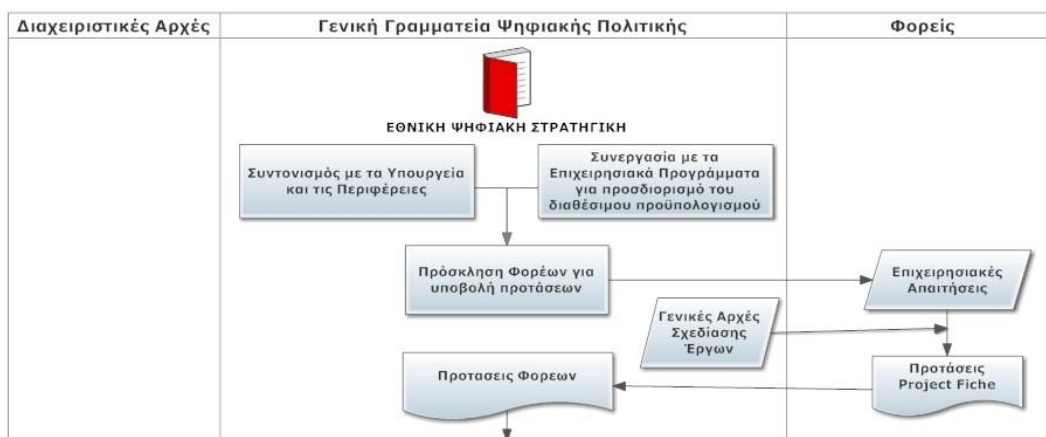 Διαχειριστικές Αρχές
Γενική Γραμματεία Ψηφιακής Πολιτικής
Φορείς
ΕΘΝΙΚΗ ΨΗΦΙΑΚΗ ΣΤΡΑΤΗΓΙΚΗ
Συντονισμός με τα Υπουργεία
και τις Περιφέρειες
Συνεργασία με τα
Επιχειρησιακά Προγράμματα
για προσδιορισμό του
διαθέσιμου προϋπολογισμού
Πρόσκληση Φορέων για
υποβολή προτάσεων
Επιχειρησιακές
Απαιτήσεις
Γενικές Αρχές
Σχεδίασης
Έργων
Προτασεις Φορεων
Προτάσεις
Project Fiche